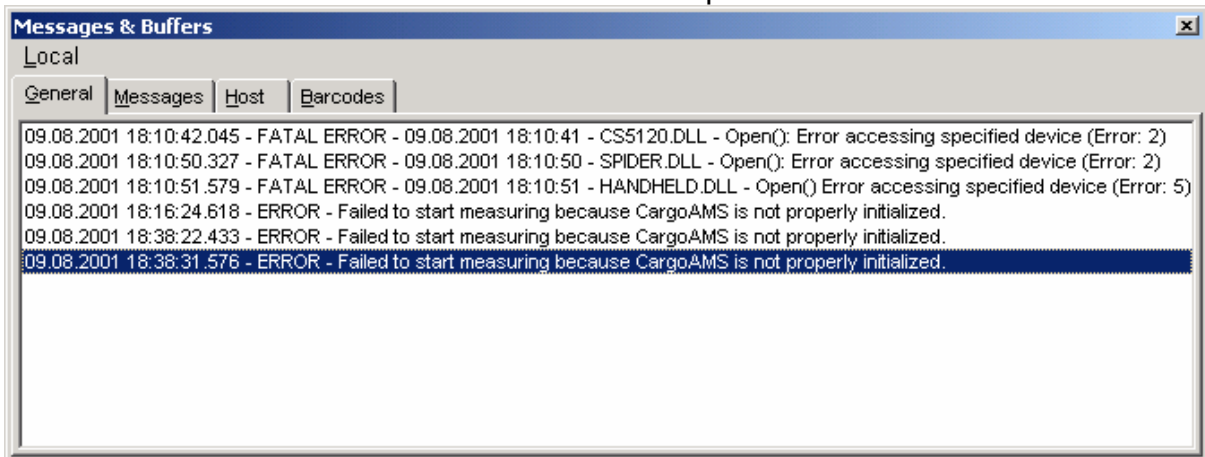 Messages & Buffers
Local
General Messages Host Barcodes
09.08.2001 18:10:42.045 - FATAL ERROR - 09.08.2001 18:10:41 - CS5120.DLL - Open(): Error accessing specified device (Error: 2)
09.08.2001 18:10:50.327 - FATAL ERROR - 09.08.2001 18:10:50 - SPIDER.DLL - Open(): Error accessing specified device (Error: 2)
09.08.2001 18:10:51.579 - FATAL ERROR - 09.08.2001 18:10:51 - HANDHELD.DLL - Open() Error accessing specified device (Error: 5)
09.08.2001 18:16:24.618 - ERROR - Failed to start measuring because CargoAMS is not properly initialized.
09.08.2001 18:38:22.433 - ERROR - Failed to start measuring because CargoAMS is not properly initialized.
09.08.2001 18:38:31.576 - ERROR - Failed to start measuring because CargoAMS is not properly initialized.